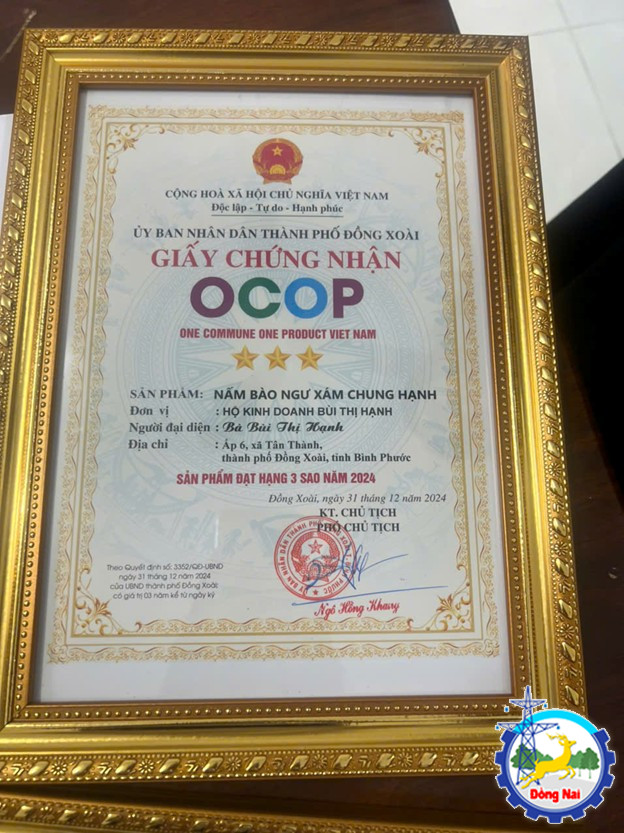 CỘNG HOÀ XÃ HỘI CHỦ NGHĨA VIỆT NAM
Độc lập - Tự do - Hạnh phúc
ỦY BAN NHÂN DÂN THÀNH PHỐ ĐỒNG XOÀI
GIẤY CHỨNG NHẬN
OCOP
ONE COMMUNE ONE PRODUCT VIET NAM
SẢN PHẨM: NẤM BÀO NGƯ XÁM CHUNG HẠNH
Đơn vị : HỘ KINH DOANH BÙI THỊ HẠNH
Người đại diện : Bà Bùi Thị Hạnh
Địa chỉ : Ấp 6, xã Tân Thành,
thành phố Đồng Xoài, tỉnh Bình Phước
SẢN PHẨM ĐẠT HẠNG 3 SAO NĂM 2024
Đồng Xoài, ngày 31 tháng 12 năm 2024
KT. CHỦ TỊCH
PHÓ CHỦ TỊCH
Theo Quyết định số: 3352/QĐ-UBND
ngày 31 tháng 12 năm 2024
của UBND thành phố Đồng Xoài
có giá trị 03 năm kể từ ngày ký
Ngô Hồng Khang
Đồng Nai